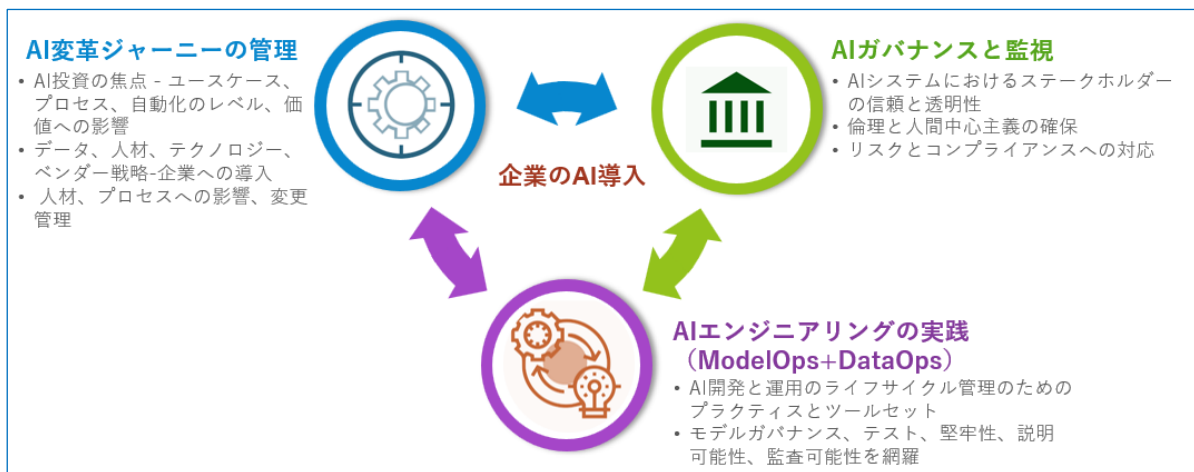 AI変革ジャーニーの管理
• AI投資の焦点 - ユースケース、
プロセス、自動化のレベル、価
値への影響
• データ、人材、テクノロジー、
ベンダー戦略-企業への導入
• 人材、プロセスへの影響、変更
管理
企業のAI導入
AIガバナンスと監視
• AIシステムにおけるステークホルダー
の信頼と透明性
• 倫理と人間中心主義の確保
• リスクとコンプライアンスへの対応
AIエンジニアリングの実践
（ModelOps+DataOps）
• AI開発と運用のライフサイクル管理のための
プラクティスとツールセット
• モデルガバナンス、テスト、堅牢性、説明
可能性、監査可能性を網羅